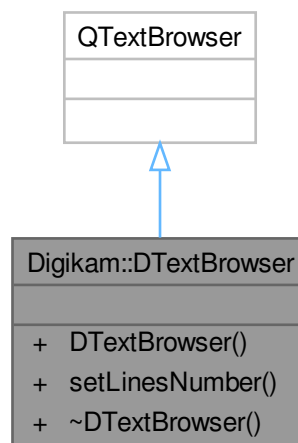 QTextBrowser
Digikam::DTextBrowser
+ DTextBrowser()
+ setLinesNumber()
+ ~DTextBrowser()